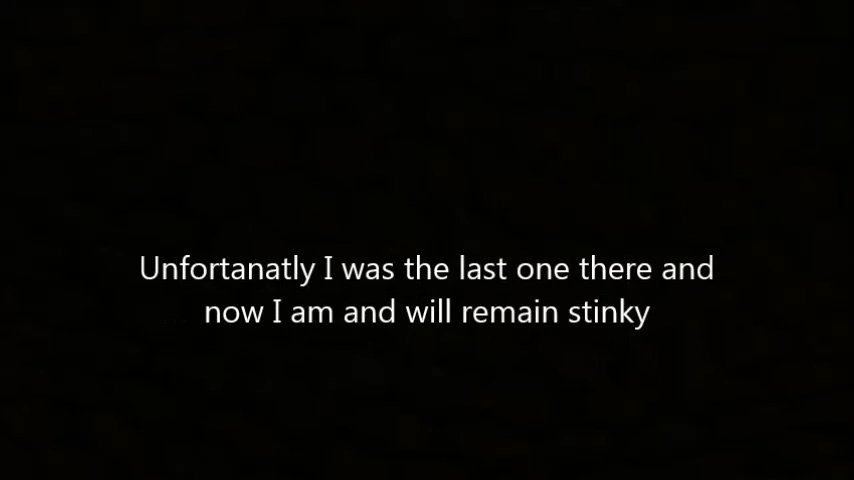 Unfortanatly I was the last one there and
now I am and will remain stinky